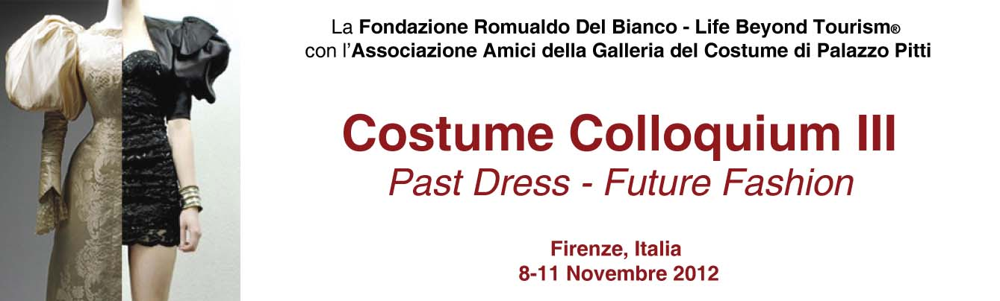 La Fondazione Romualdo Del Bianco - Life Beyond Tourism®
con l'Associazione Amici della Galleria del Costume di Palazzo Pitti
Costume Colloquium III
Past Dress - Future Fashion
Firenze, Italia
8-11 Novembre 2012